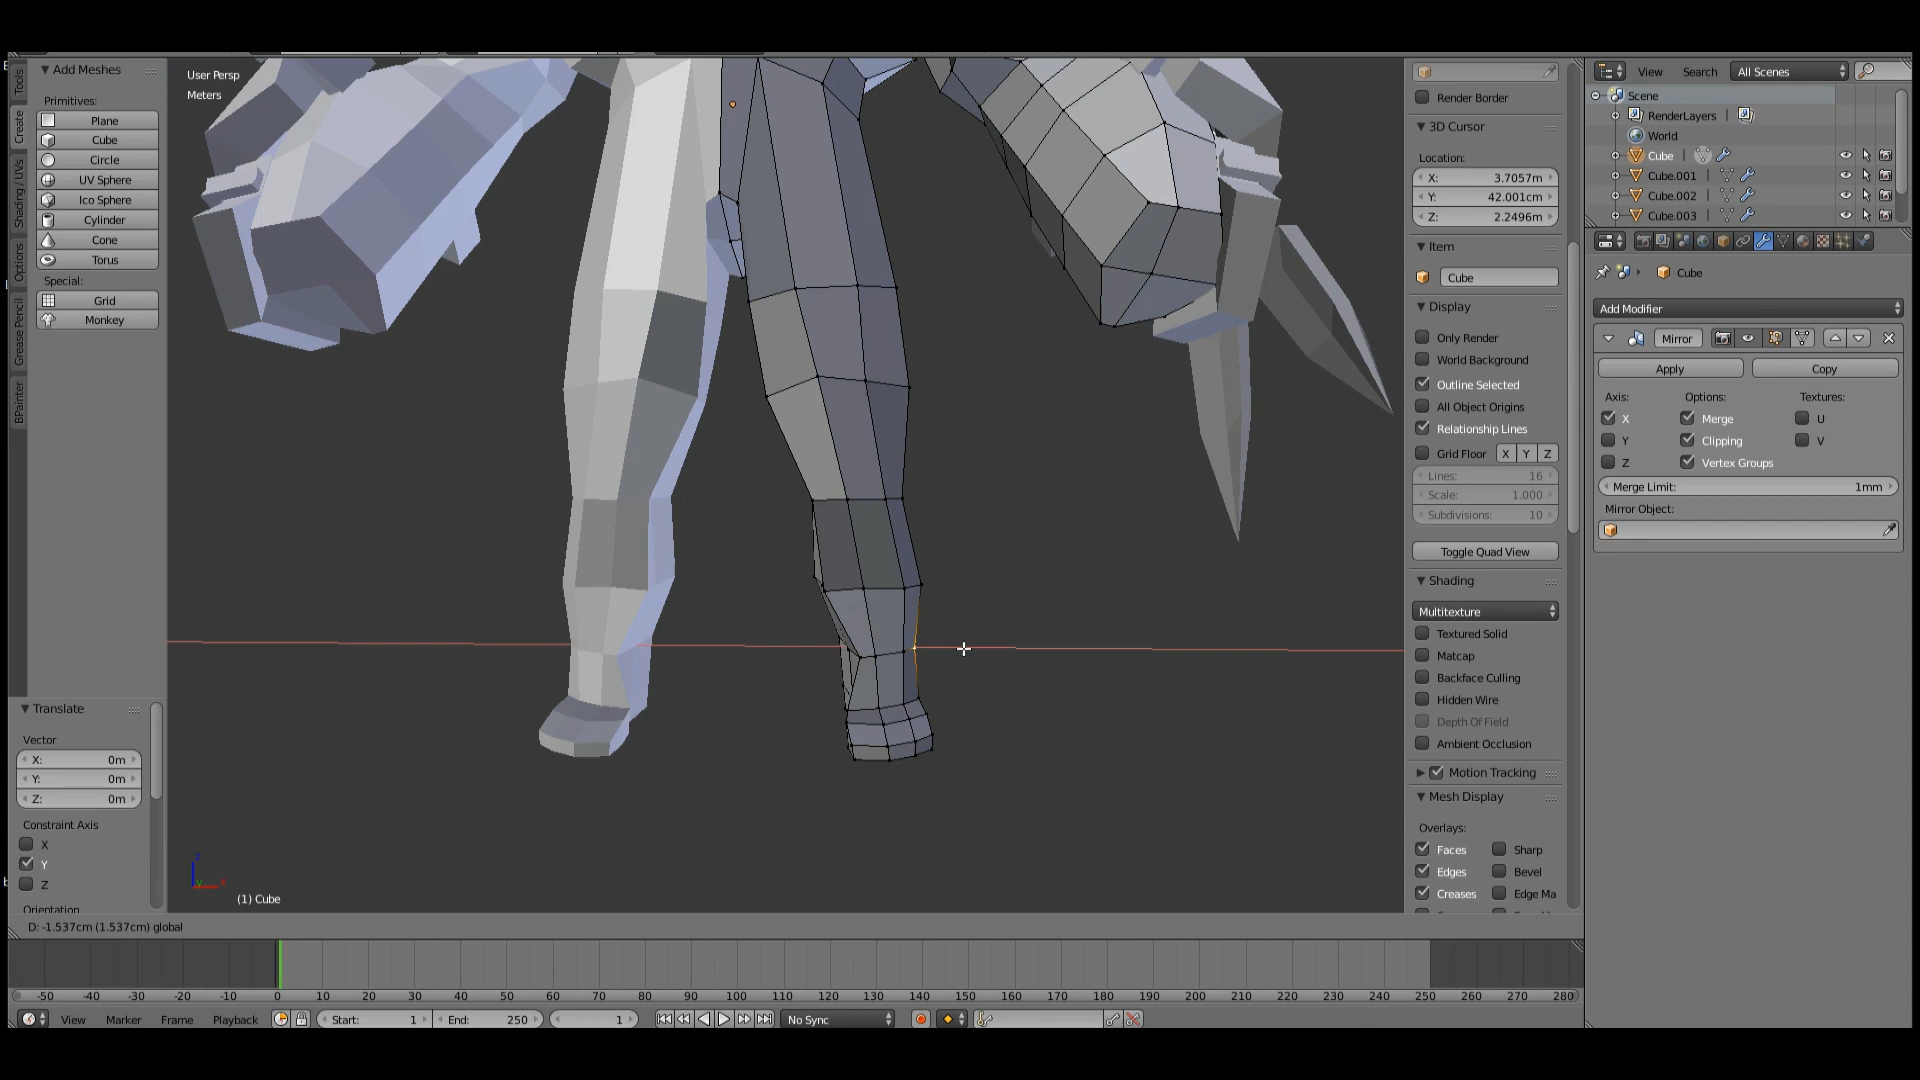 Tools
Create
Shading / UVs
Options
Grease Pencil
BPainter
Add Meshes
Primitives:
Plane
Cube
Circle
UV Sphere
Ico Sphere
Cylinder
Cone
Torus
Special:
Grid
Monkey
Translate
Vector
X: 0m
Y: 0m
Z: 0m
Constraint Axis
X
Y
Z
Orientation
User Persp
Meters
z
y x
(1) Cube
D: -1.537cm (1.537cm) global
Render Border
3D Cursor
Location:
X: 3.7057m
Y: 42.001cm
Z: 2.2496m
Item
Cube
Display
Only Render
World Background
Outline Selected
All Object Origins
Relationship Lines
Grid Floor X Y Z
Lines: 16
Scale: 1.000
Subdivisions: 10
Toggle Quad View
Shading
Multitexture
Textured Solid
Matcap
Backface Culling
Hidden Wire
Depth Of Field
Ambient Occlusion
Motion Tracking
Mesh Display
Overlays:
Faces Sharp
Edges Bevel
Creases Edge Ma
View Search All Scenes
Scene
RenderLayers
World
Cube
Cube.001
Cube.002
Cube.003
Cube
Add Modifier
Mirror
Apply Copy
Axis: Options: Textures:
X Merge U
Y Clipping V
Z Vertex Groups
Merge Limit: 1mm
Mirror Object:
-50 -40 -30 -20 -10 0 10 20 30 40 50 60 70 80 90 100 110 120 130 140 150 160 170 180 190 200 210 220 230 240 250 260 270 280
View Marker Frame Playback Start: 1 End: 250 1 No Sync